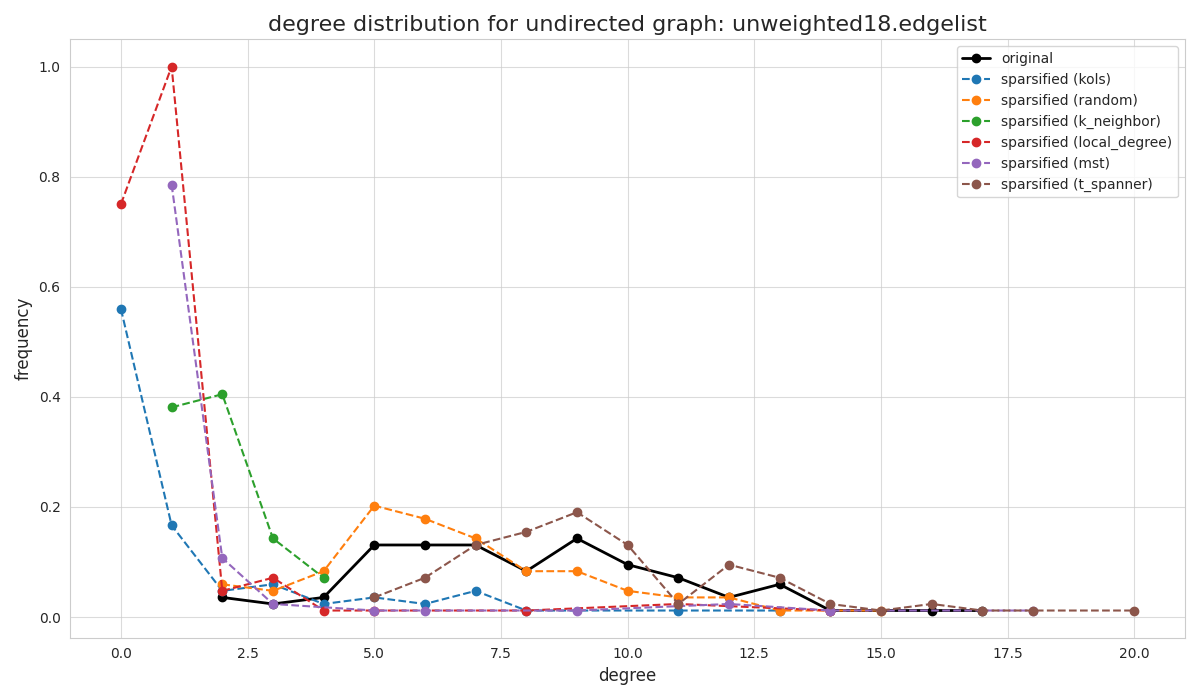 degree distribution for undirected graph: unweighted18.edgelist
original
sparsified (kols)
sparsified (random)
sparsified (k_neighbor)
sparsified (local_degree)
sparsified (mst)
sparsified (t_spanner)
frequency
1.0
0.8
0.6
0.4
0.2
0.0
0.0 2.5 5.0 7.5 10.0 12.5 15.0 17.5 20.0
degree